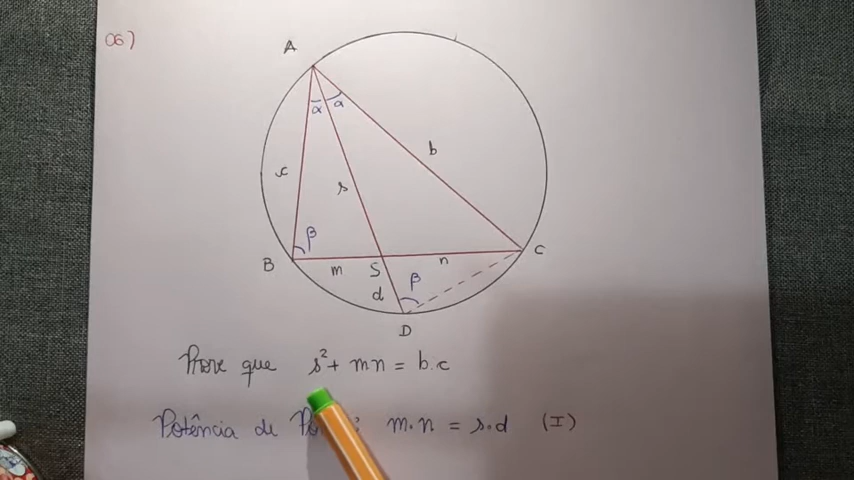 06)
A
α α
b
c
s
β
B
m
S
n
C
d
β
D
Prove que s² + mn = b.c
Potência de m.n = s.d (I)